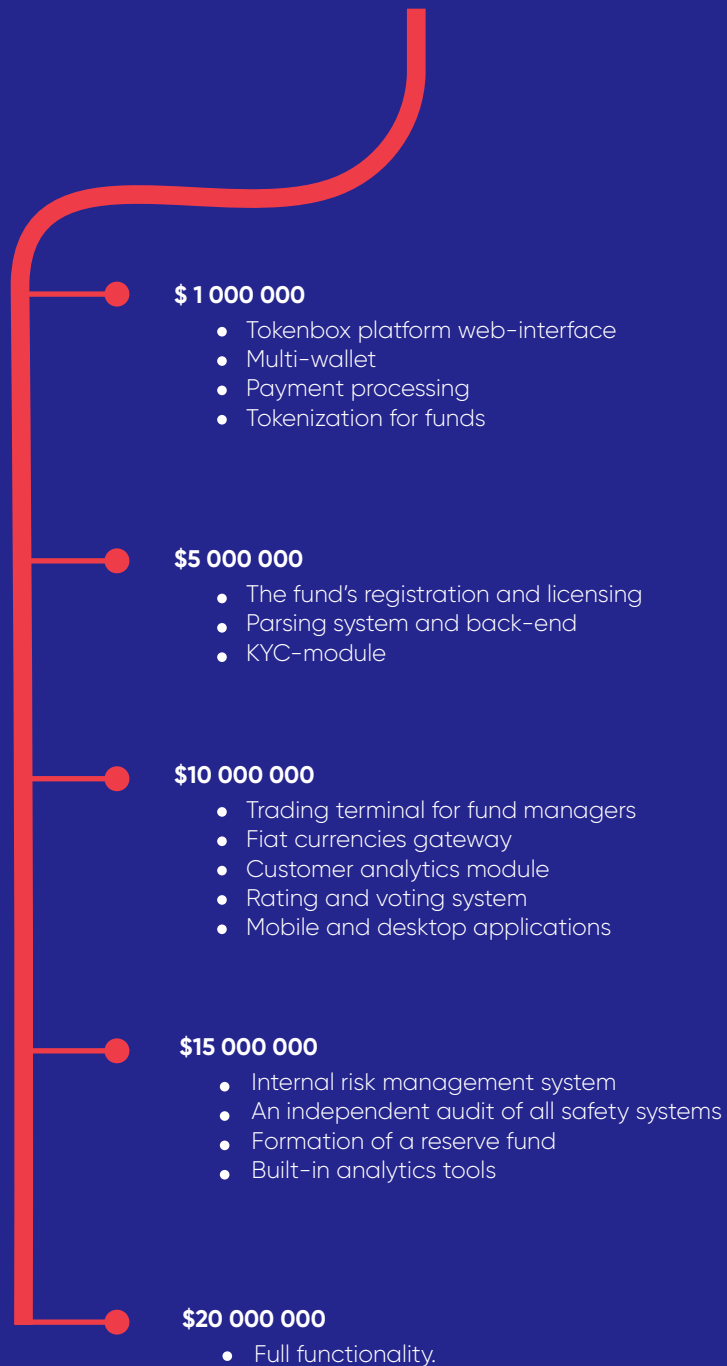 $ 1 000 000
• Tokenbox platform web-interface
• Multi-wallet
• Payment processing
• Tokenization for funds
$5 000 000
• The fund's registration and licensing
• Parsing system and back-end
• KYC-module
$10 000 000
• Trading terminal for fund managers
• Fiat currencies gateway
• Customer analytics module
• Rating and voting system
• Mobile and desktop applications
$15 000 000
• Internal risk management system
• An independent audit of all safety systems
• Formation of a reserve fund
• Built-in analytics tools
$20 000 000
• Full functionality.